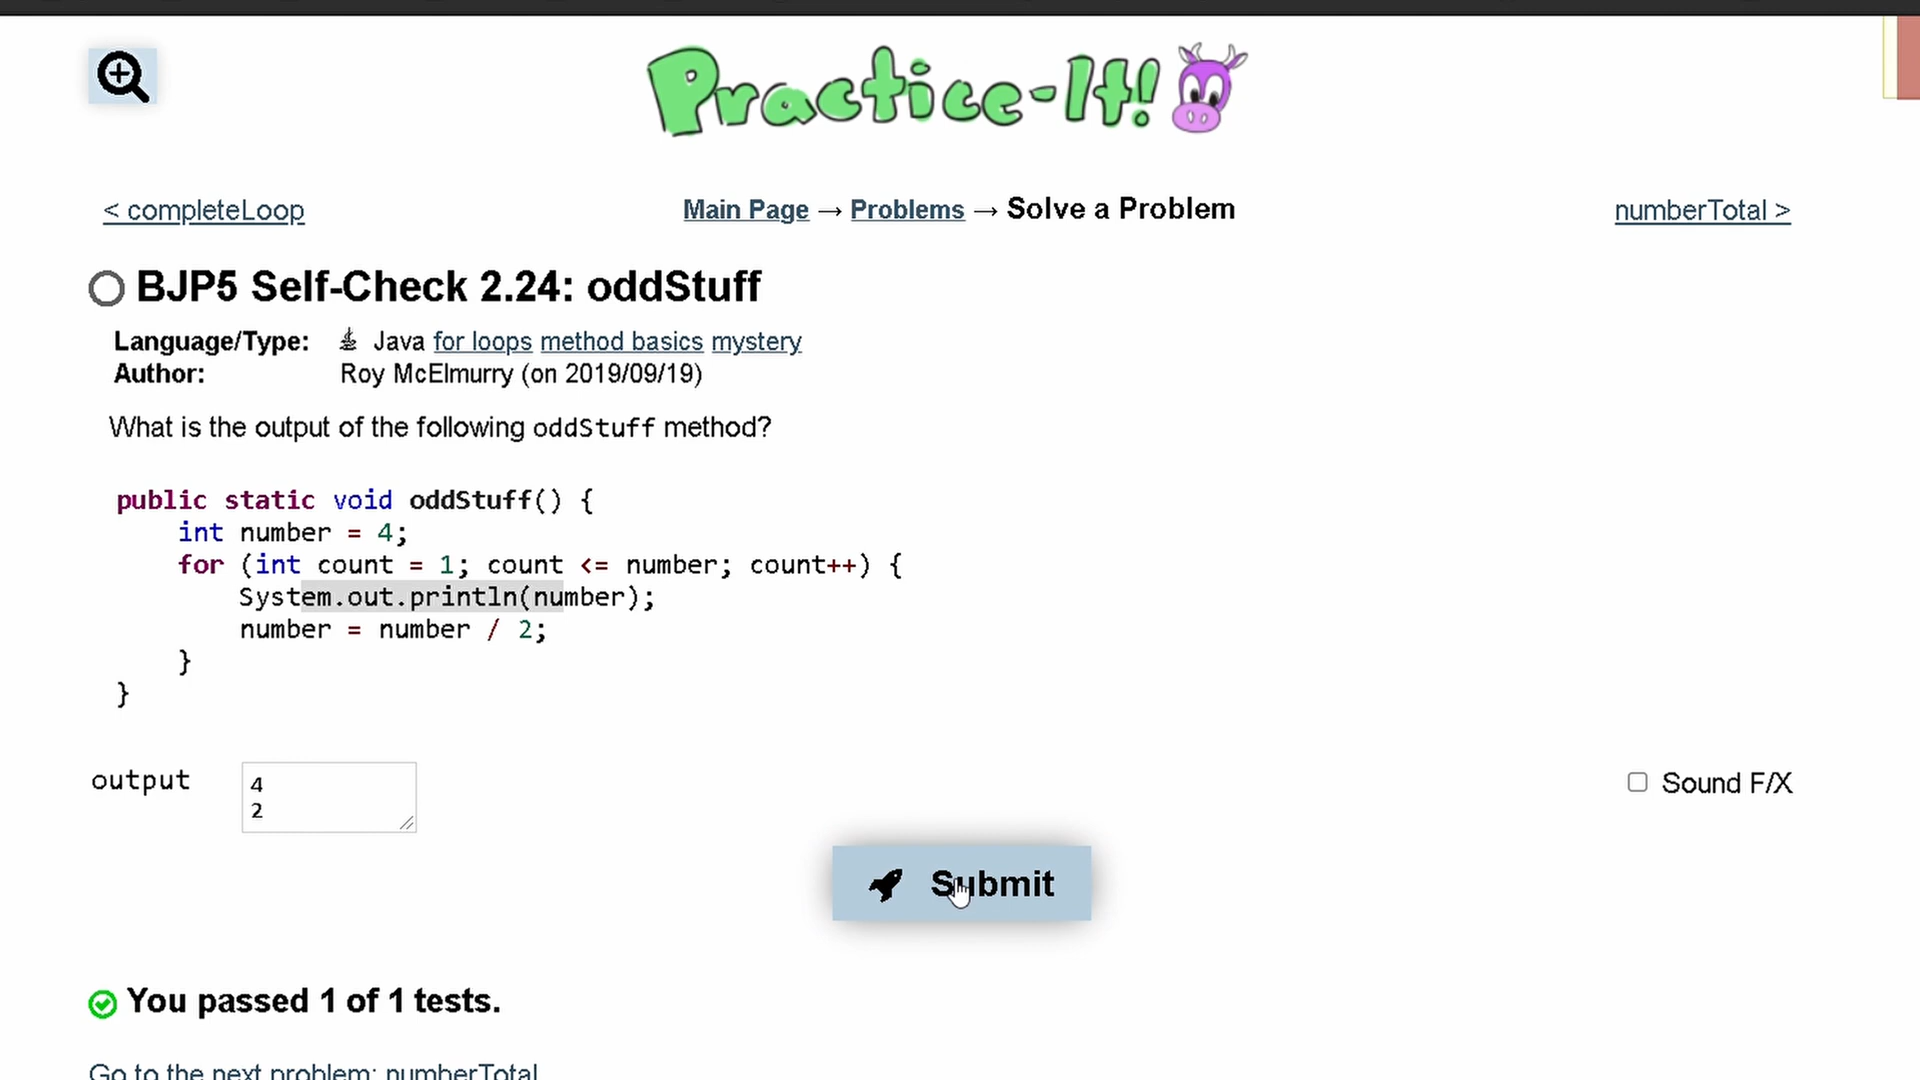 Practice-It!
< completeLoop
Main Page → Problems → Solve a Problem
numberTotal >
BJP5 Self-Check 2.24: oddStuff
Language/Type: Java for loops method basics mystery
Author: Roy McElmurry (on 2019/09/19)
What is the output of the following oddStuff method?
public static void oddStuff() {
    int number = 4;
    for (int count = 1; count <= number; count++) {
        System.out.println(number);
        number = number / 2;
    }
}
output
4
2
Sound F/X
Submit
You passed 1 of 1 tests.
Go to the next problem: numberTotal